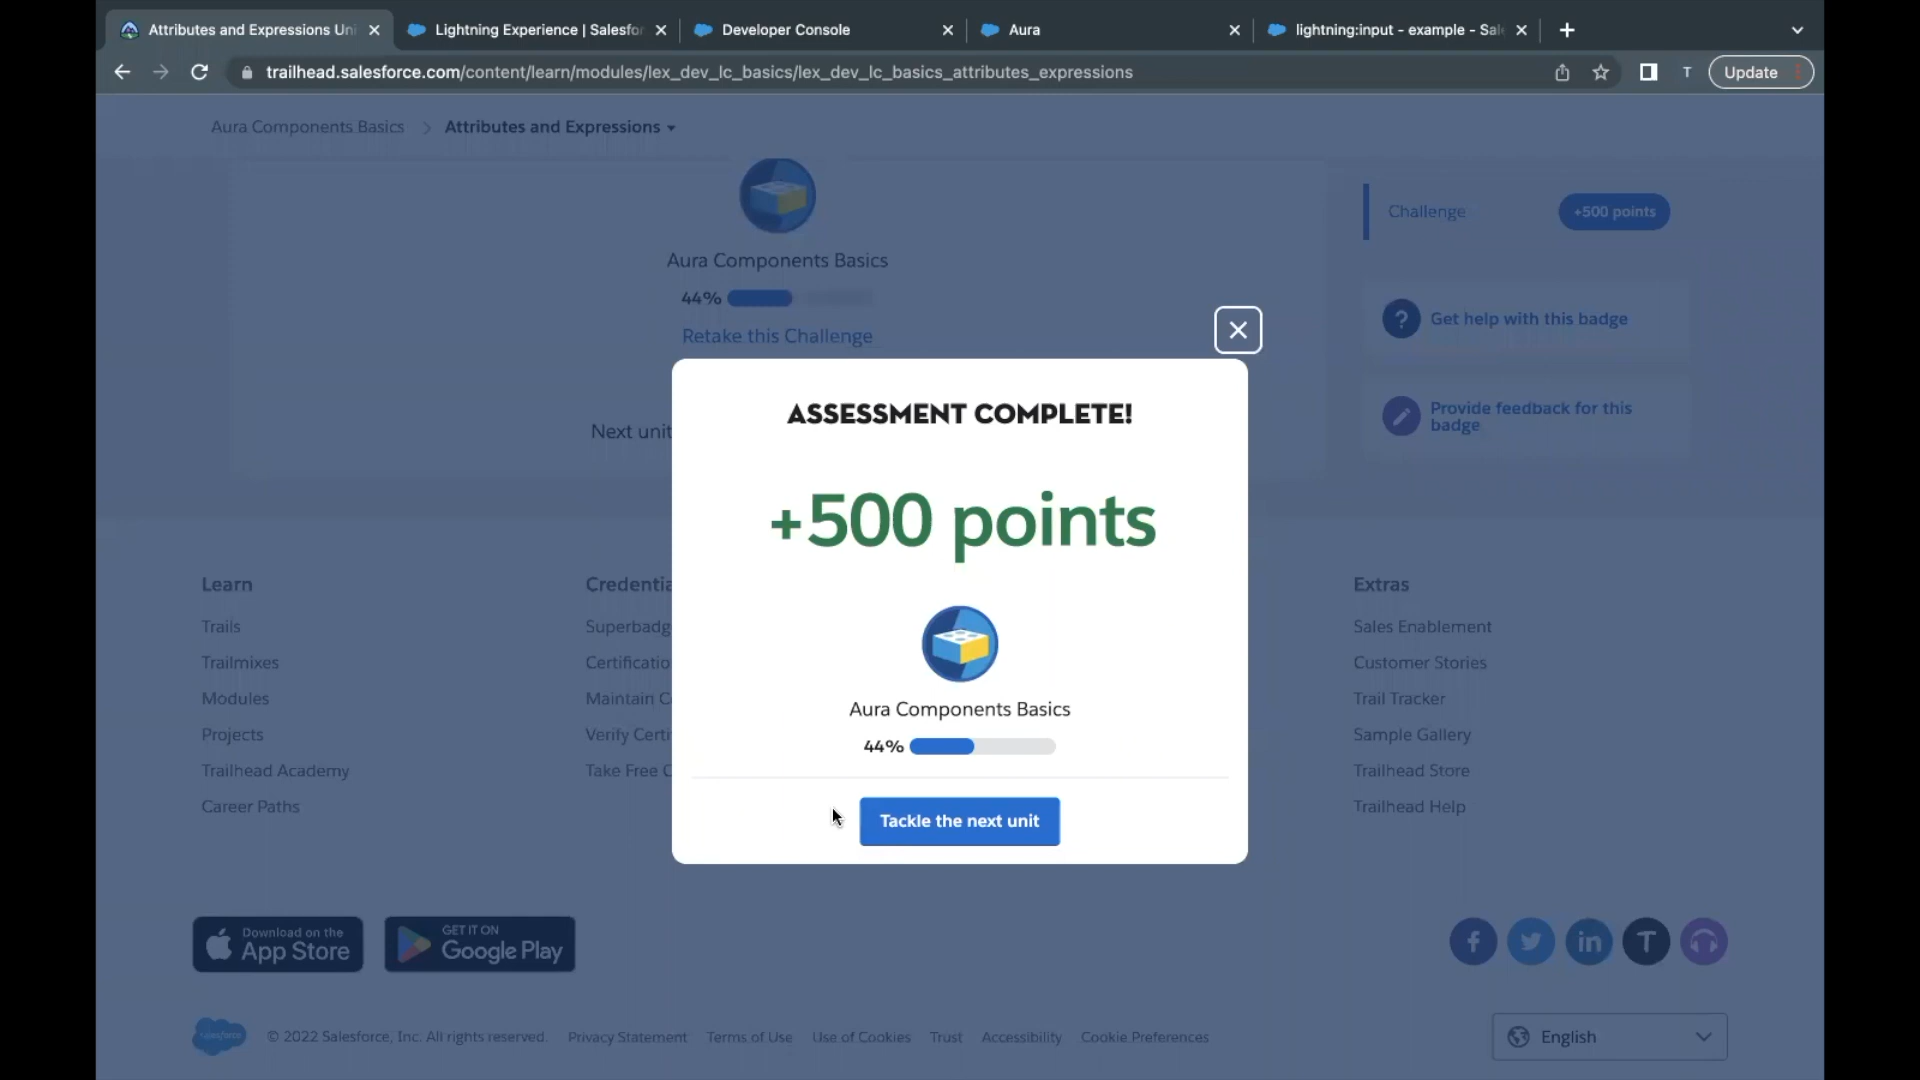 Attributes and Expressions Uni
Lightning Experience | Salesfor
Developer Console
Aura
lightning:input - example - Sal
trailhead.salesforce.com/content/learn/modules/lex_dev_lc_basics/lex_dev_lc_basics_attributes_expressions
T
Update
Aura Components Basics > Attributes and Expressions
Aura Components Basics
44%
Retake this Challenge
Next unit
Challenge
+500 points
Get help with this badge
Provide feedback for this
badge
ASSESSMENT COMPLETE!
+500 points
Aura Components Basics
44%
Tackle the next unit
Learn
Trails
Trailmixes
Modules
Projects
Trailhead Academy
Career Paths
Credentia
Superbadg
Certificatio
Maintain C
Verify Certi
Take Free C
Extras
Sales Enablement
Customer Stories
Trail Tracker
Sample Gallery
Trailhead Store
Trailhead Help
Download on the
App Store
GET IT ON
Google Play
f
in
T
salesforce
© 2022 Salesforce, Inc. All rights reserved.
Privacy Statement
Terms of Use
Use of Cookies
Trust
Accessibility
Cookie Preferences
English